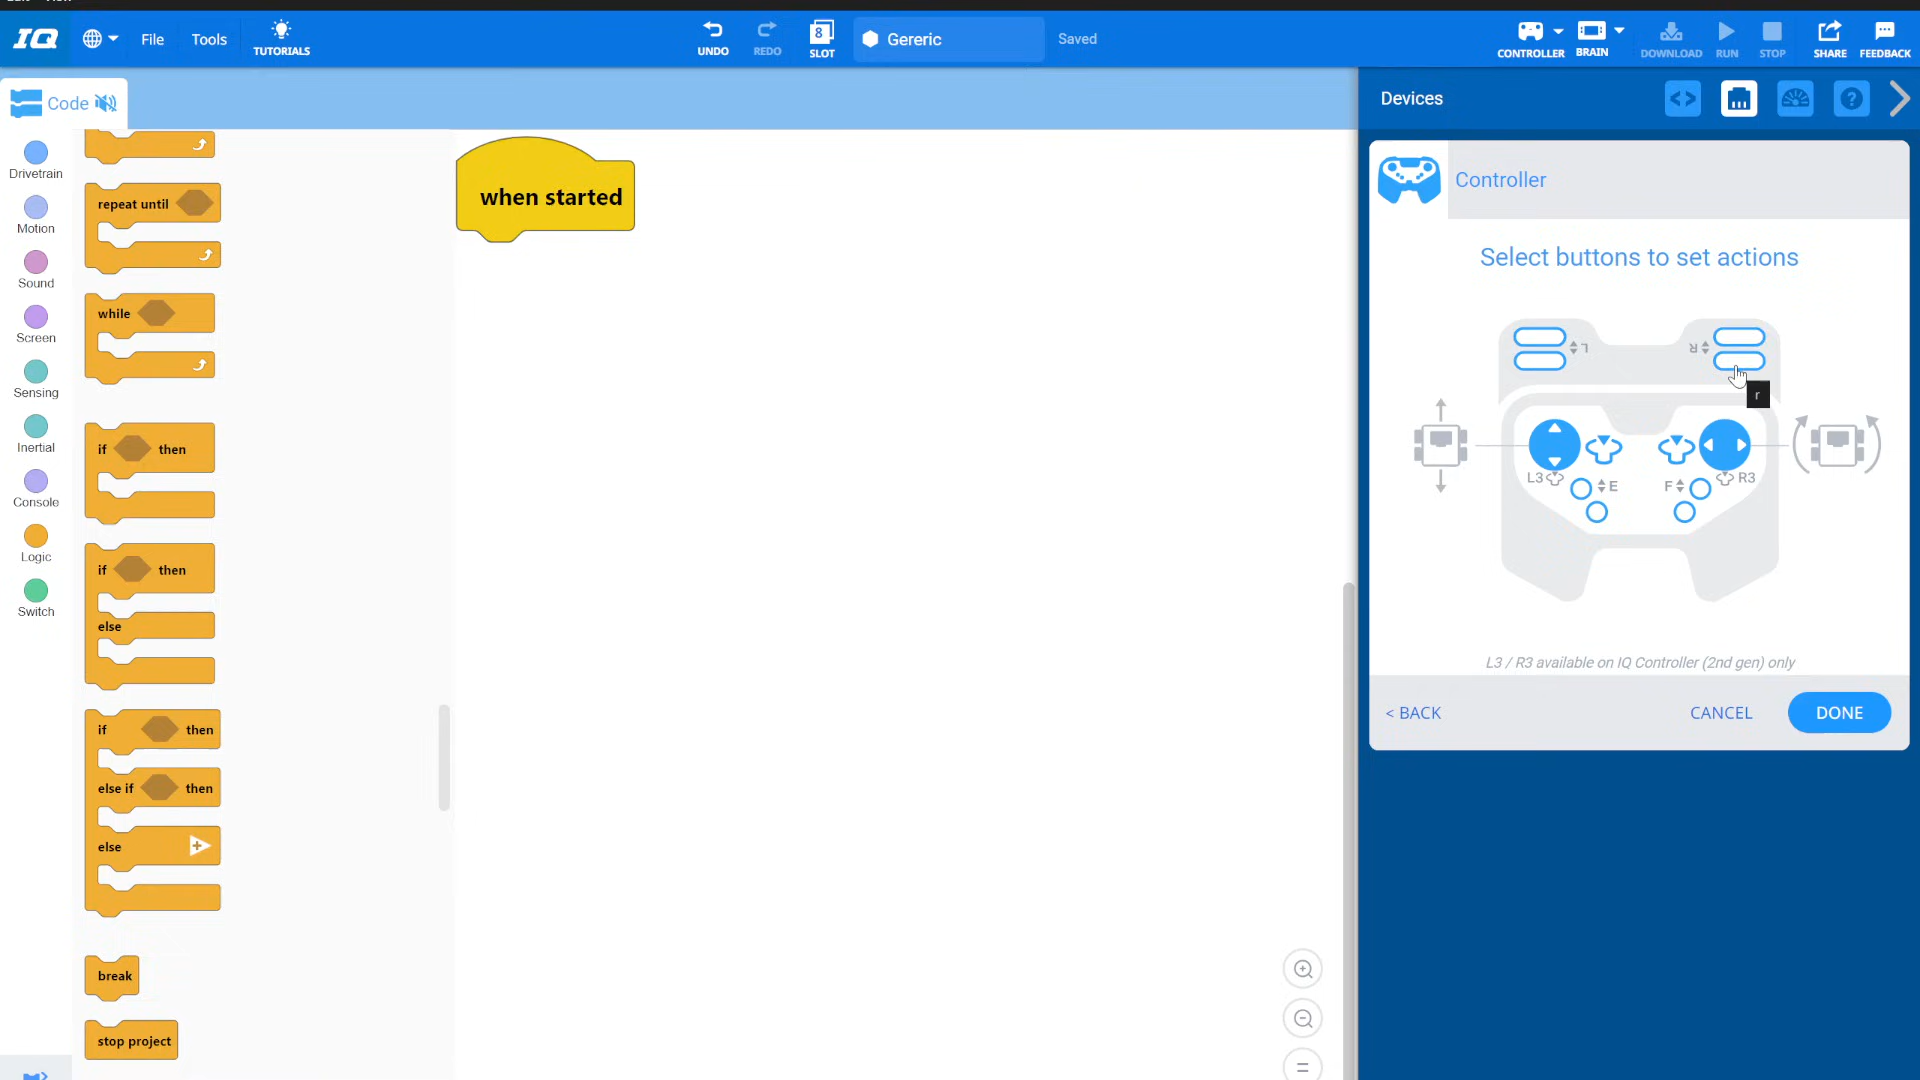 IQ
File
Tools
TUTORIALS
UNDO
REDO
8
SLOT
Gereric
Saved
CONTROLLER
BRAIN
DOWNLOAD
RUN
STOP
SHARE
FEEDBACK
Code
Devices
Drivetrain
Motion
Sound
Screen
Sensing
Inertial
Console
Logic
Switch
repeat until
while
if then
if then
else
if then
else if then
else
break
stop project
when started
Controller
Select buttons to set actions
L
R
r
L3
E
F
R3
L3 / R3 available on IQ Controller (2nd gen) only
< BACK
CANCEL
DONE